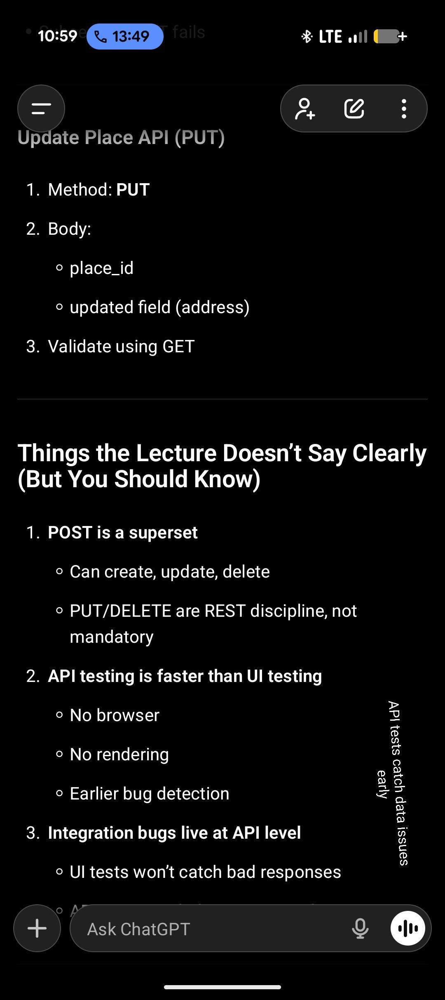 fails
10:59
13:49
LTE
Update Place API (PUT)
1. Method: PUT
2. Body:
place_id
updated field (address)
3. Validate using GET
Things the Lecture Doesn’t Say Clearly
(But You Should Know)
1. POST is a superset
Can create, update, delete
PUT/DELETE are REST discipline, not
mandatory
2. API testing is faster than UI testing
No browser
No rendering
Earlier bug detection
3. Integration bugs live at API level
UI tests won’t catch bad responses
API tests catch data issues
early
Ask ChatGPT